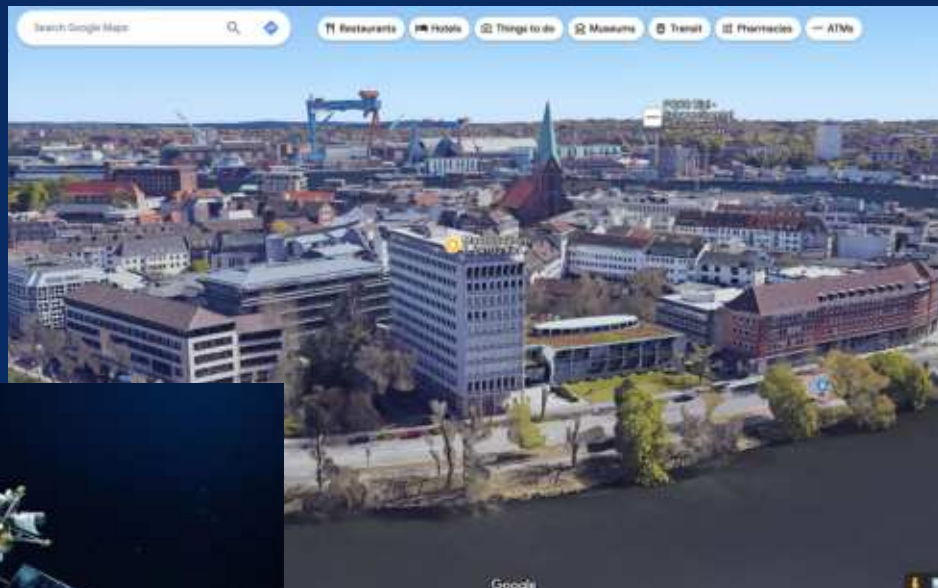 Search Google Maps
Restaurants
Hotels
Things to do
Museums
Transit
Pharmacies
ATMs
Google